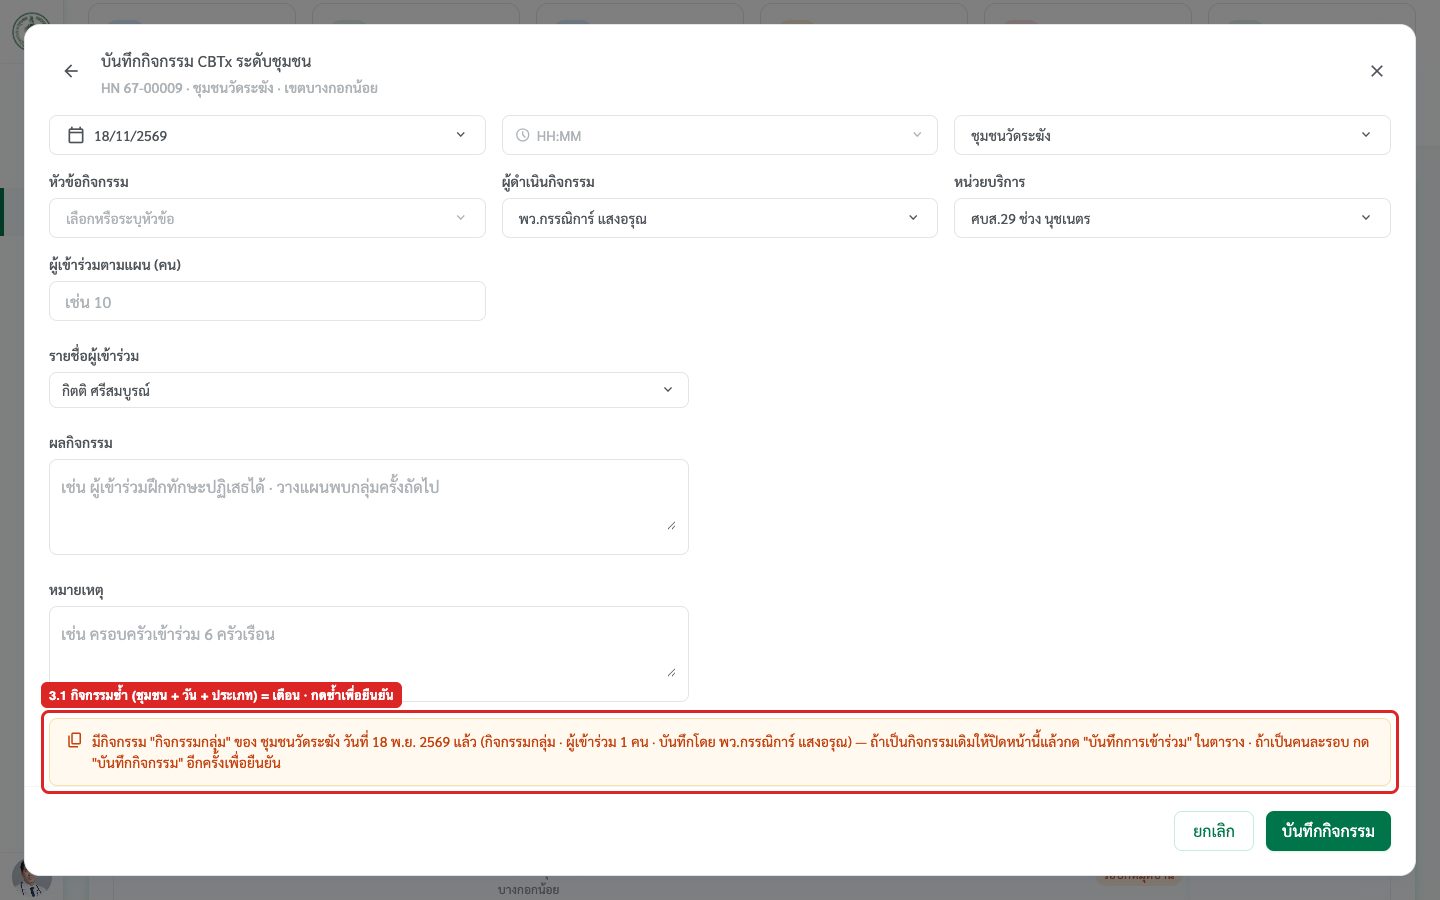 บันทึกกิจกรรม CBTx ระดับชุมชน
HN 67-00009 · ชุมชนวัดระฆัง · เขตบางกอกน้อย
18/11/2569
HH:MM
ชุมชนวัดระฆัง
หัวข้อกิจกรรม
ผู้ดำเนินกิจกรรม
หน่วยบริการ
เลือกหรือระบุหัวข้อ
พว.กรรณิการ์ แสงอรุณ
ศบส.29 ช่วง นุชเนตร
ผู้เข้าร่วมตามแผน (คน)
เช่น 10
รายชื่อผู้เข้าร่วม
กิตติ ศรีสมบูรณ์
ผลกิจกรรม
เช่น ผู้เข้าร่วมฝึกทักษะปฏิเสธได้ · วางแผนพบกลุ่มครั้งถัดไป
หมายเหตุ
เช่น ครอบครัวเข้าร่วม 6 ครัวเรือน
3.1 กิจกรรมซ้ำ (ชุมชน + วัน + ประเภท) = เตือน · กดซ้ำเพื่อยืนยัน
มีกิจกรรม "กิจกรรมกลุ่ม" ของ ชุมชนวัดระฆัง วันที่ 18 พ.ย. 2569 แล้ว (กิจกรรมกลุ่ม · ผู้เข้าร่วม 1 คน · บันทึกโดย พว.กรรณิการ์ แสงอรุณ) — ถ้าเป็นกิจกรรมเดิมให้ปิดหน้านี้แล้วกด "บันทึกการเข้าร่วม" ในตาราง · ถ้าเป็นคนละรอบ กด
"บันทึกกิจกรรม" อีกครั้งเพื่อยืนยัน
ยกเลิก
บันทึกกิจกรรม
บางกอกน้อย